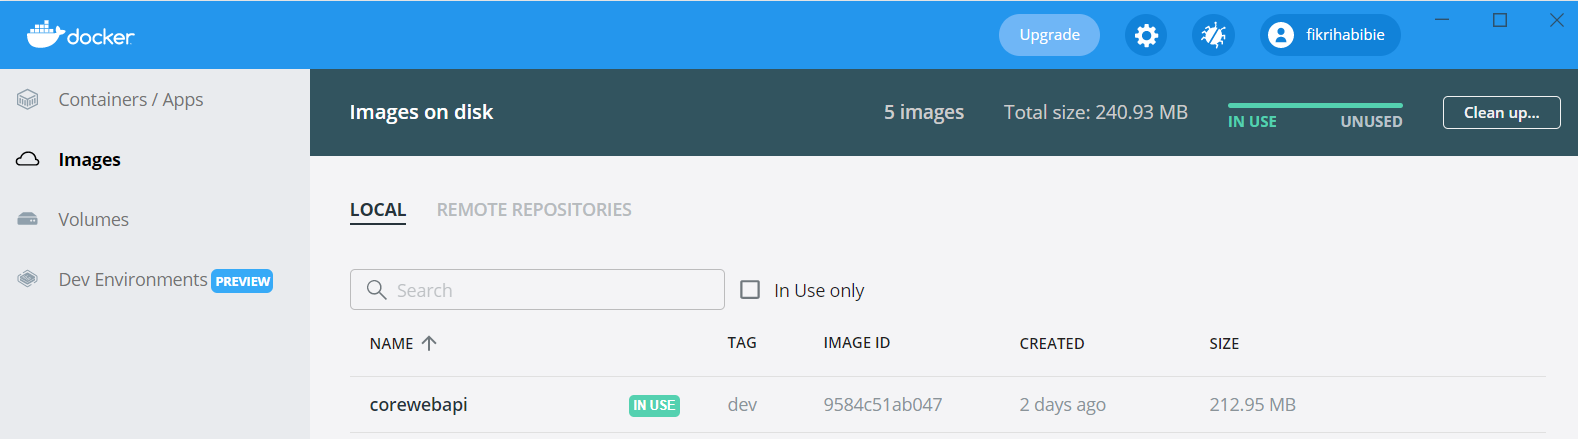 docker
Upgrade
fikrihabibie
Containers / Apps
Images
Volumes
Dev Environments PREVIEW
Images on disk
5 images
Total size: 240.93 MB
IN USE
UNUSED
Clean up...
LOCAL
REMOTE REPOSITORIES
Search
In Use only
NAME TAG IMAGE ID CREATED SIZE
corewebapi IN USE dev 9584c51ab047 2 days ago 212.95 MB